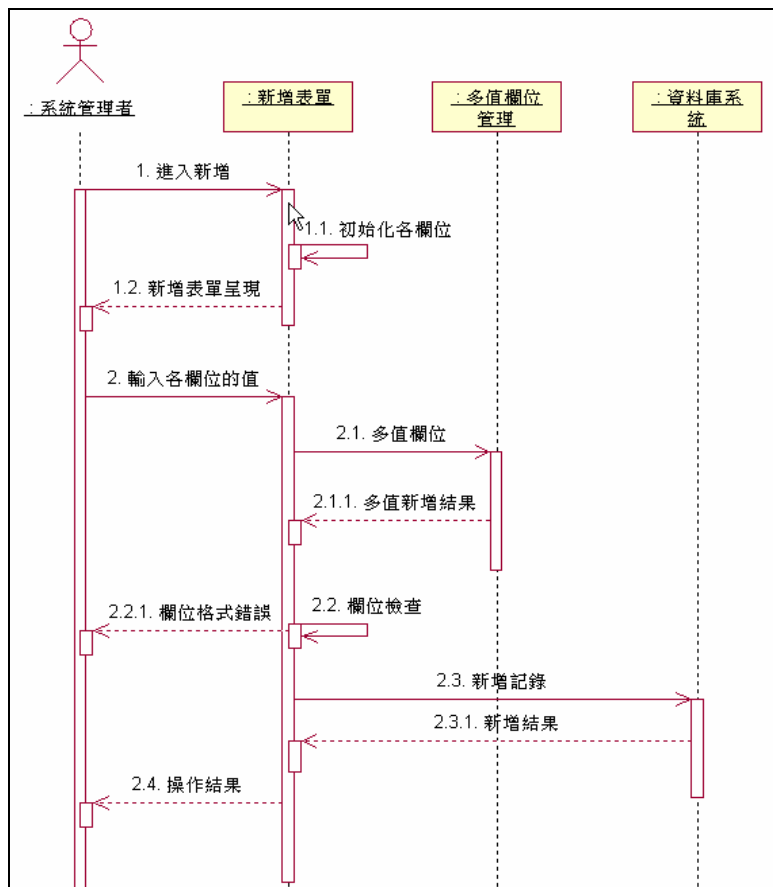 : 系統管理者
: 新增表單
: 多值欄位
管理
: 資料庫系
統
1. 進入新增
1.1. 初始化各欄位
1.2. 新增表單呈現
2. 輸入各欄位的值
2.1. 多值欄位
2.1.1. 多值新增結果
2.2. 欄位檢查
2.2.1. 欄位格式錯誤
2.3. 新增記錄
2.3.1. 新增結果
2.4. 操作結果